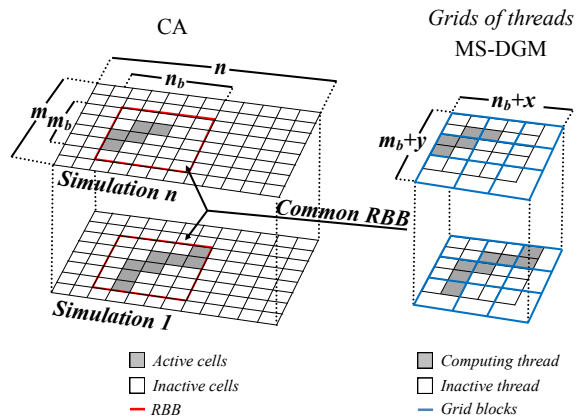 CA
Grids of threads
MS-DGM
n
n_b
m
m_b
n_b+x
m_b+y
Simulation n
Common RBB
Simulation 1
Active cells
Inactive cells
RBB
Computing thread
Inactive thread
Grid blocks